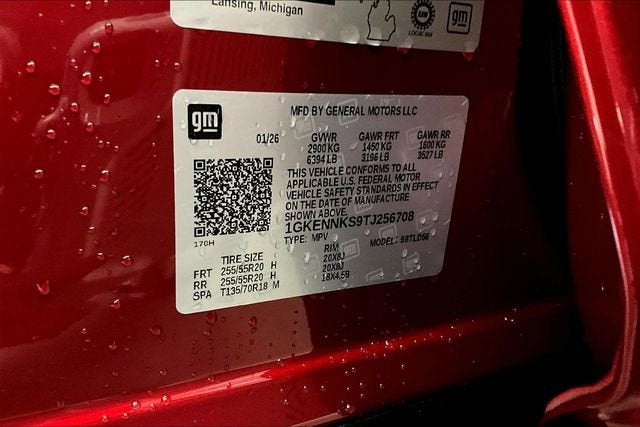 Lansing, Michigan
LOCAL 602
gm
gm
MFD BY GENERAL MOTORS LLC
01/26
GVWR GAWR FRT GAWR RR
2900 KG 1450 KG 1600 KG
6394 LB 3196 LB 3527 LB
THIS VEHICLE CONFORMS TO ALL
APPLICABLE U.S. FEDERAL MOTOR
VEHICLE SAFETY STANDARDS IN EFFECT
ON THE DATE OF MANUFACTURE
SHOWN ABOVE.
1GKENNKS9TJ256708
170H
TYPE: MPV MODEL:
TIRE SIZE RIM
FRT 255/55R20 H 20X8J
RR 255/55R20 H 20X8J
SPA T135/70R18 M 18X4.5B